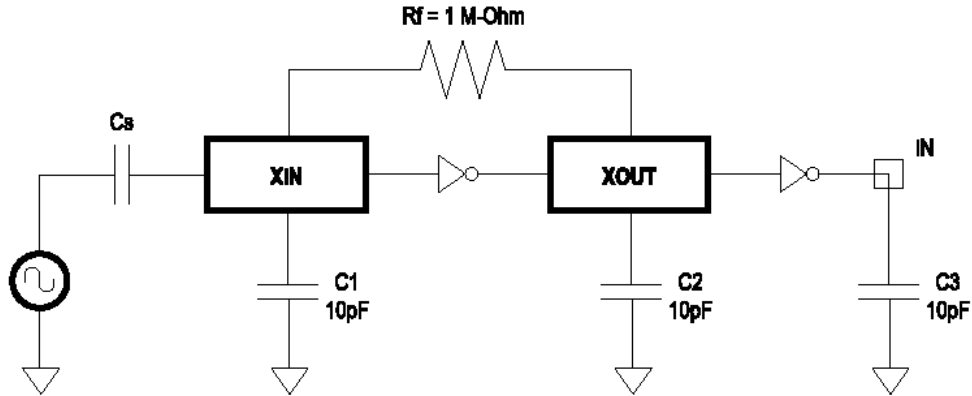 Rf = 1 M-Ohm
Cs
XIN
XOUT
IN
C1
10pF
C2
10pF
C3
10pF